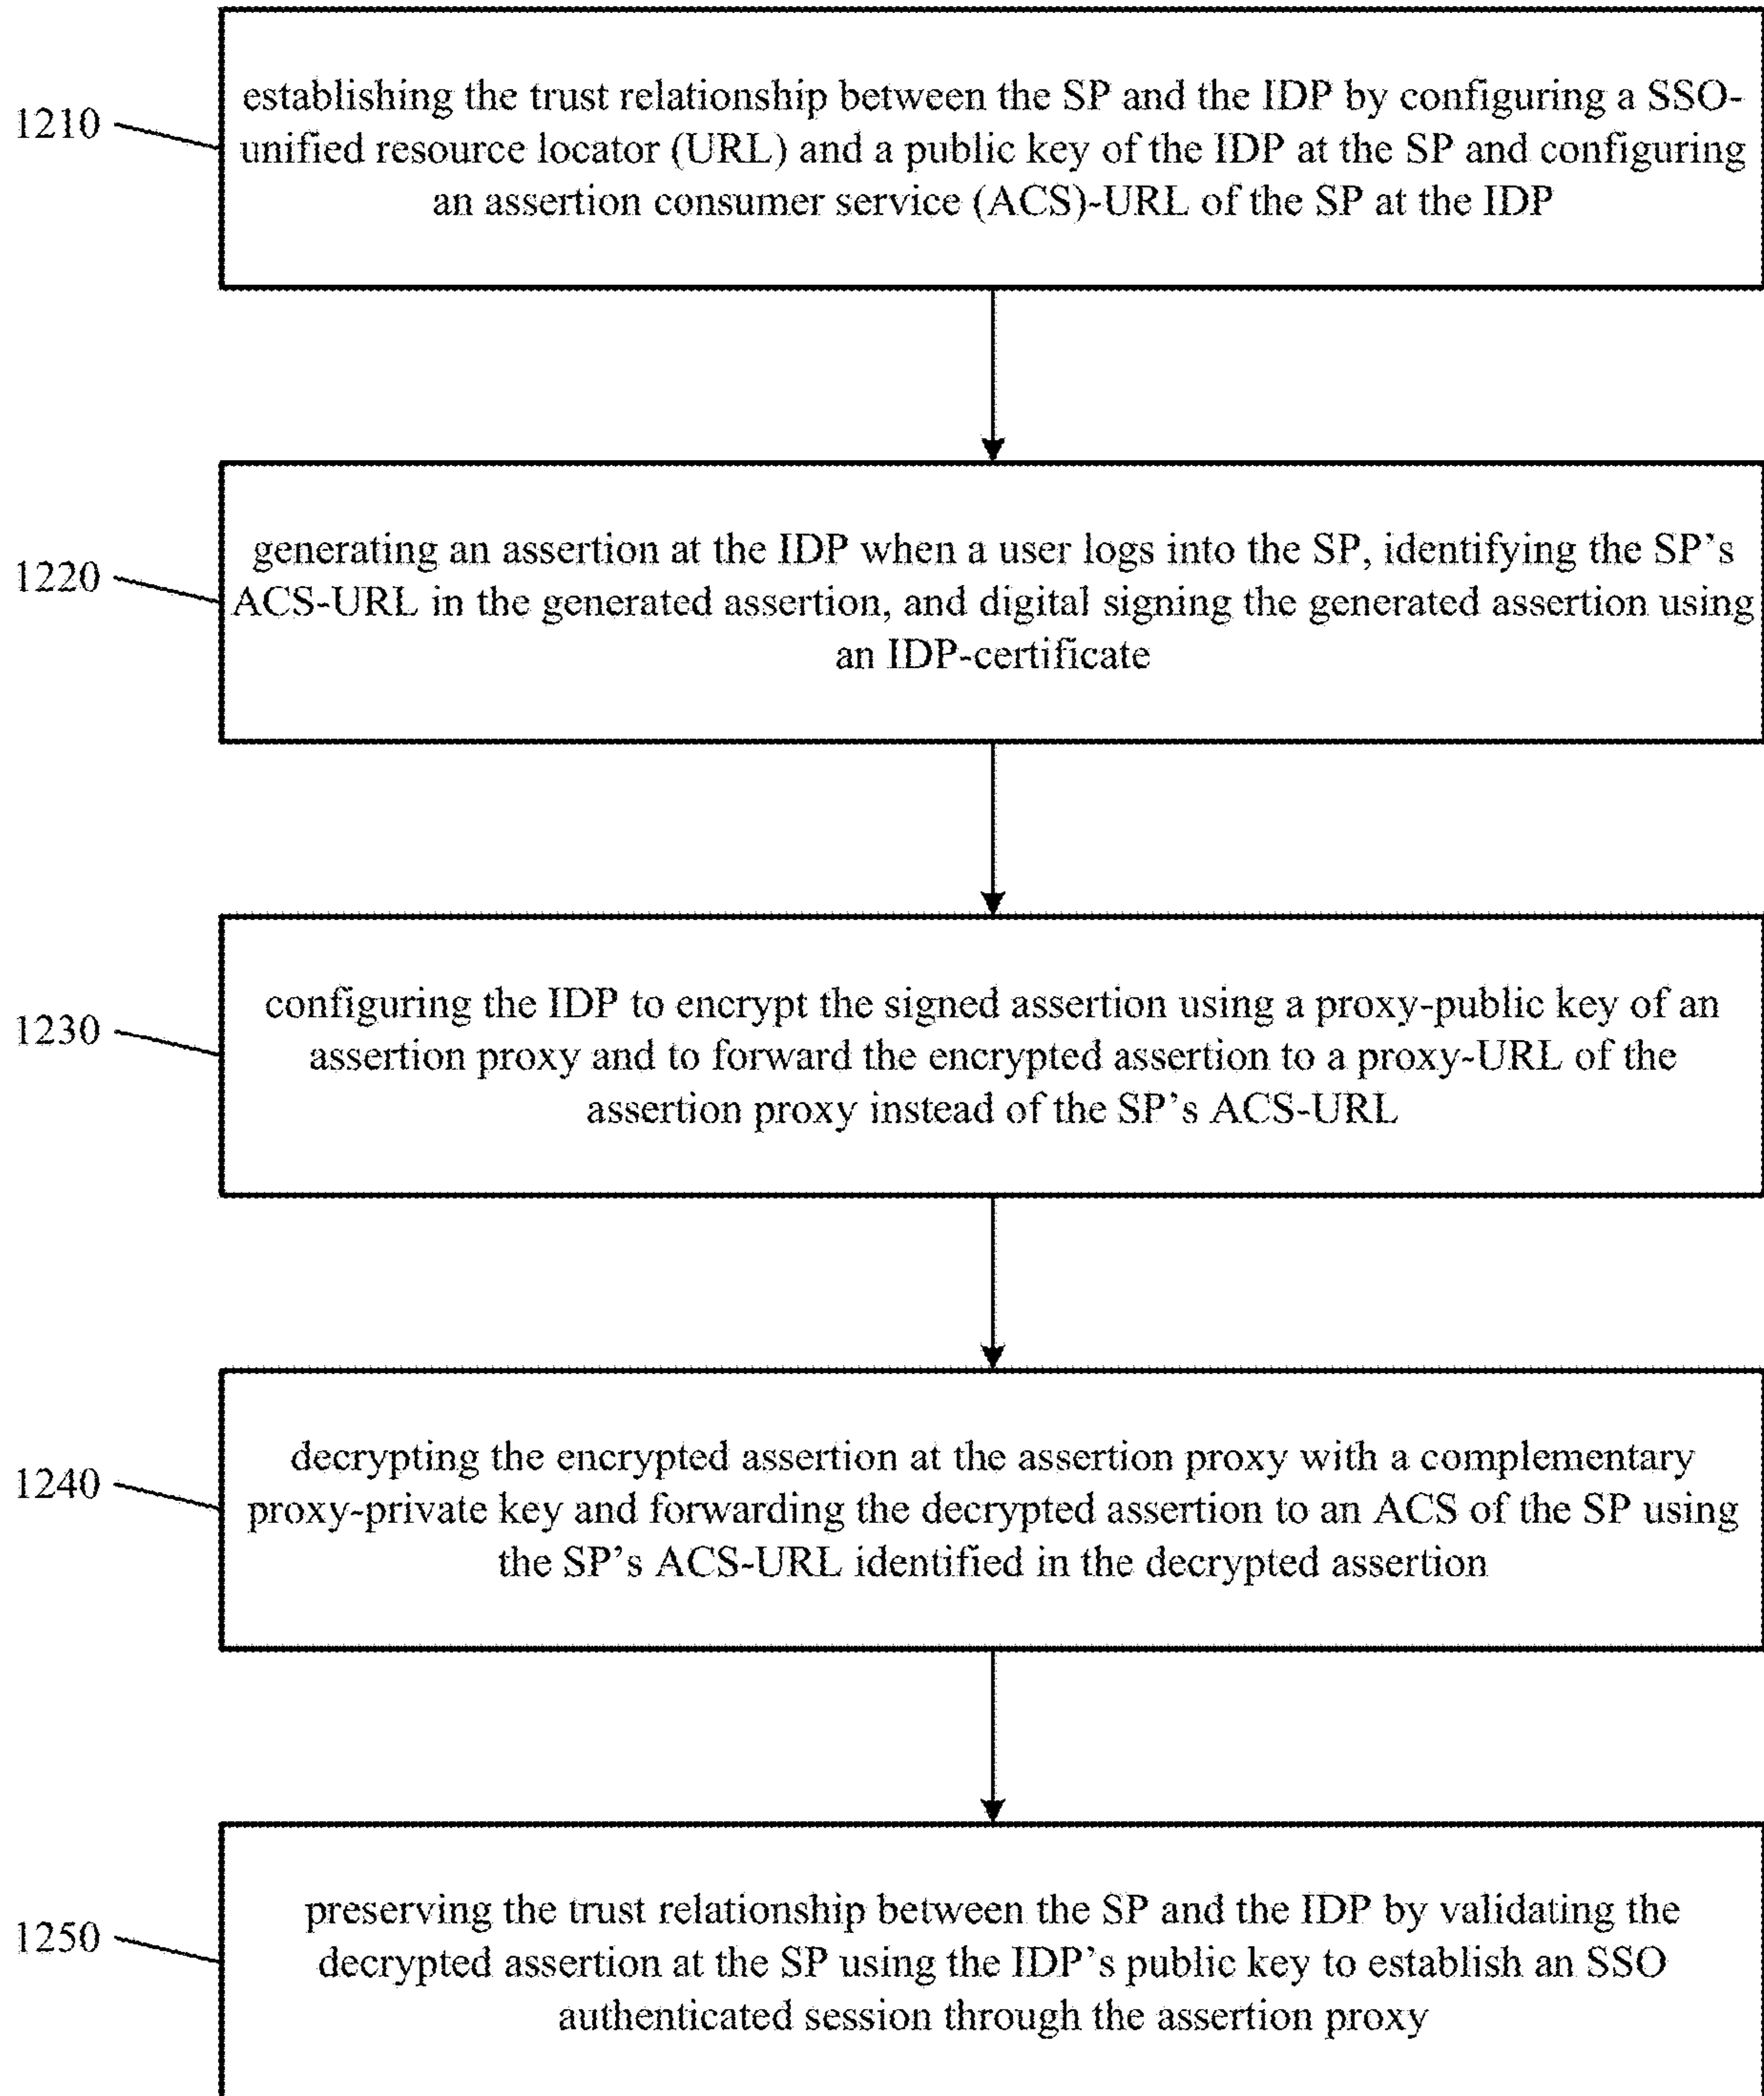 1210
establishing the trust relationship between the SP and the IDP by configuring a SSO-
unified resource locator (URL) and a public key of the IDP at the SP and configuring
an assertion consumer service (ACS)-URL of the SP at the IDP
1220
generating an assertion at the IDP when a user logs into the SP, identifying the SP's
ACS-URL in the generated assertion, and digital signing the generated assertion using
an IDP-certificate
1230
configuring the IDP to encrypt the signed assertion using a proxy-public key of an
assertion proxy and to forward the encrypted assertion to a proxy-URL of the
assertion proxy instead of the SP's ACS-URL
1240
decrypting the encrypted assertion at the assertion proxy with a complementary
proxy-private key and forwarding the decrypted assertion to an ACS of the SP using
the SP's ACS-URL identified in the decrypted assertion
1250
preserving the trust relationship between the SP and the IDP by validating the
decrypted assertion at the SP using the IDP's public key to establish an SSO
authenticated session through the assertion proxy